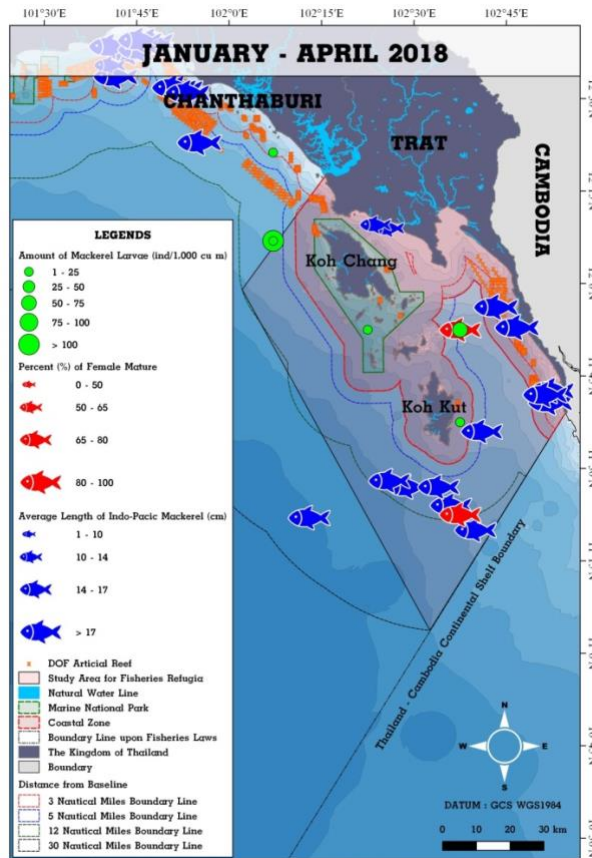 101°30'E 101°45'E 102°0'E 102°15'E 102°30'E 102°45'E
JANUARY - APRIL 2018
CHANTHABURI
TRAT
CAMBODIA
Koh Chang
Koh Kut
Thailand - Cambodia Continental Shelf Boundary
LEGENDS
Amount of Mackerel Larvae (ind/1.000 cu m)
1 - 25
25 - 50
50 - 75
75 - 100
> 100
Percent (%) of Female Mature
0 - 50
50 - 65
65 - 80
80 - 100
Average Length of Indo-Pacic Mackerel (cm)
1 - 10
10 - 14
14 - 17
> 17
DOF Articial Reef
Study Area for Fisheries Refugia
Natural Water Line
Marine National Park
Coastal Zone
Boundary Line upon Fisheries Laws
The Kingdom of Thailand
Boundary
Distance from Baseline
3 Nautical Miles Boundary Line
5 Nautical Miles Boundary Line
12 Nautical Miles Boundary Line
30 Nautical Miles Boundary Line
N
W E
S
DATUM : GCS WGS1984
0 10 20 30 km